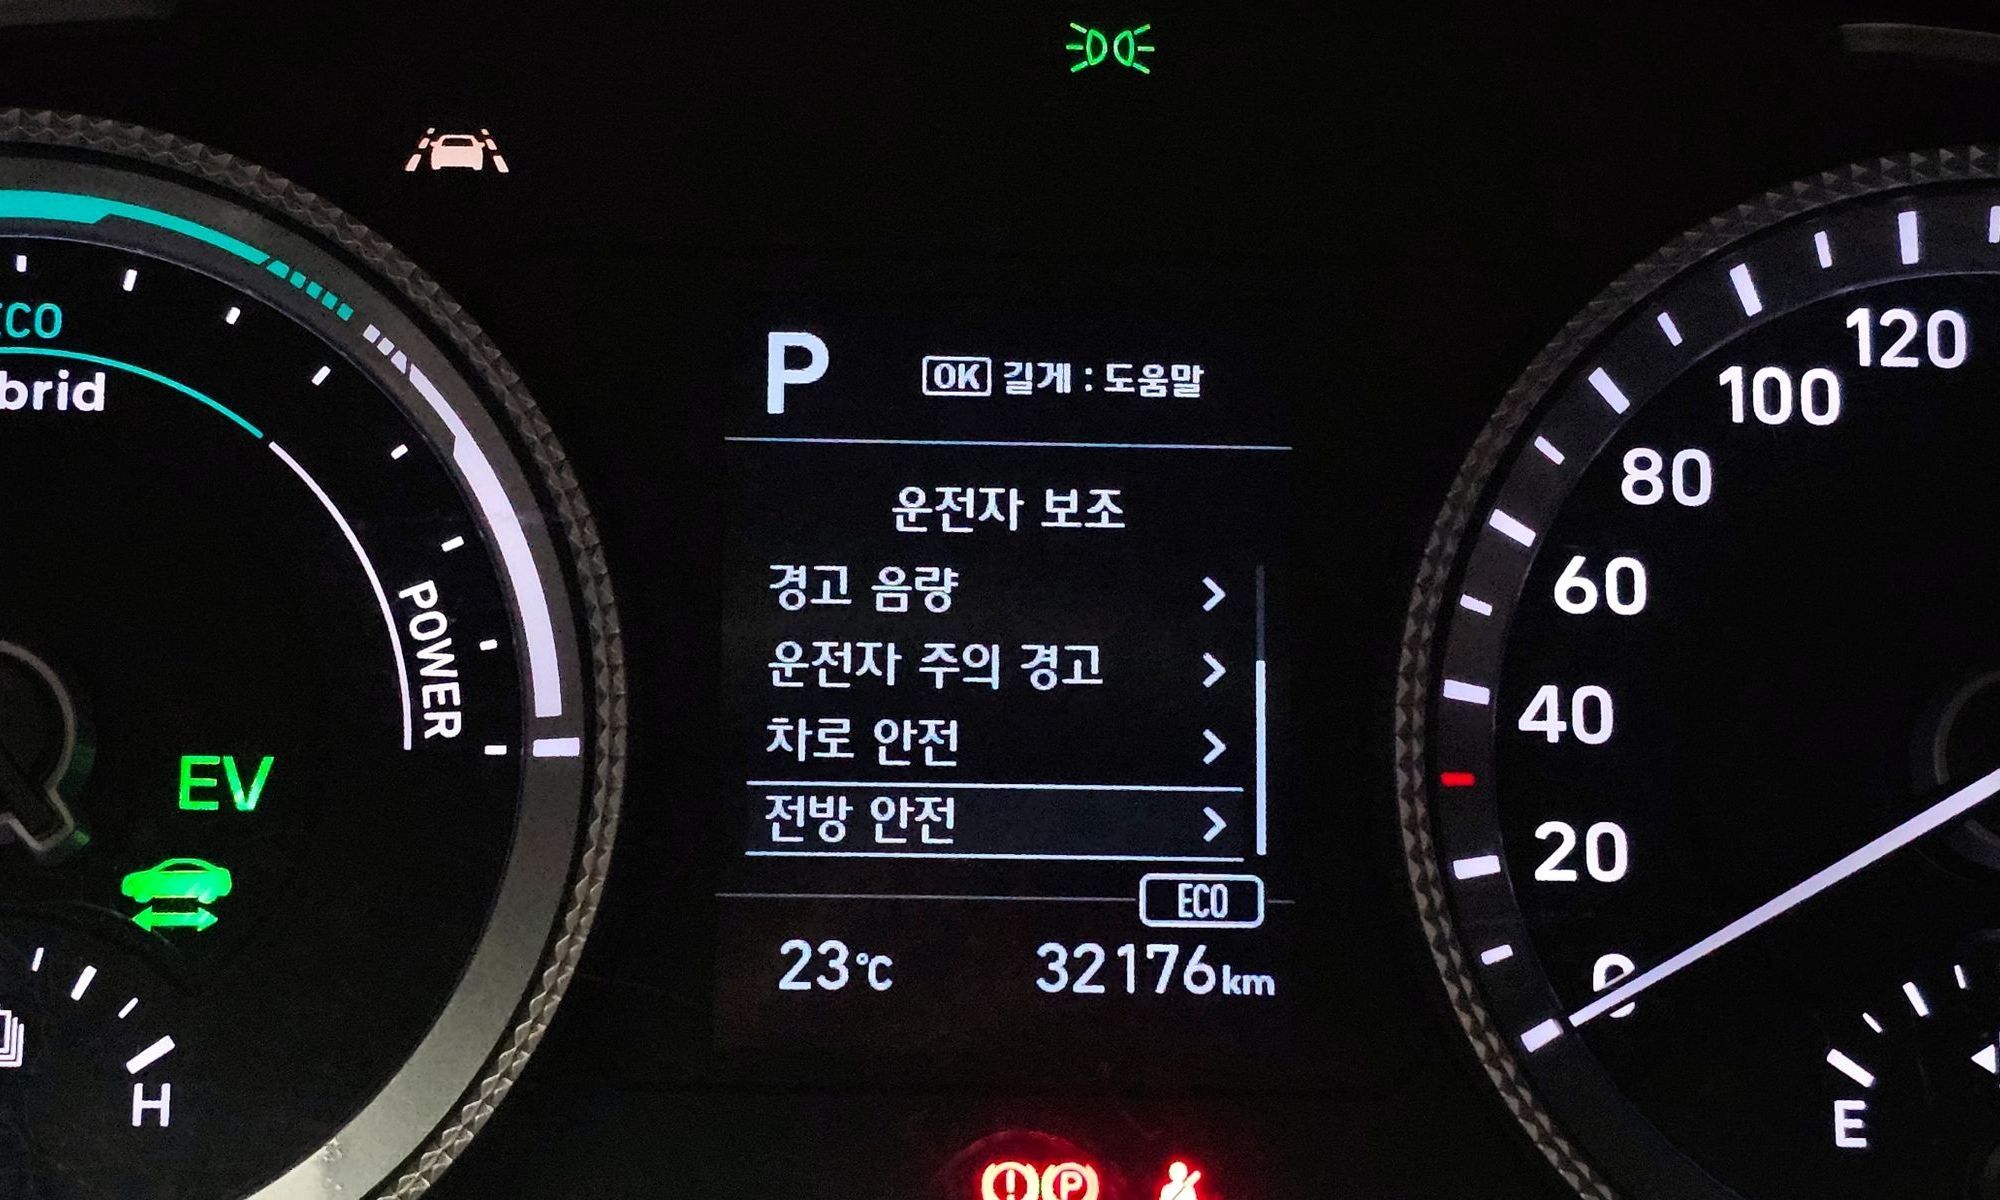 P
OK 길게 : 도움말
운전자 보조
경고 음량
운전자 주의 경고
차로 안전
전방 안전
ECO
23°C 32176km
ECO
brid
POWER
EV
H
120
100
80
60
40
20
0
E
P